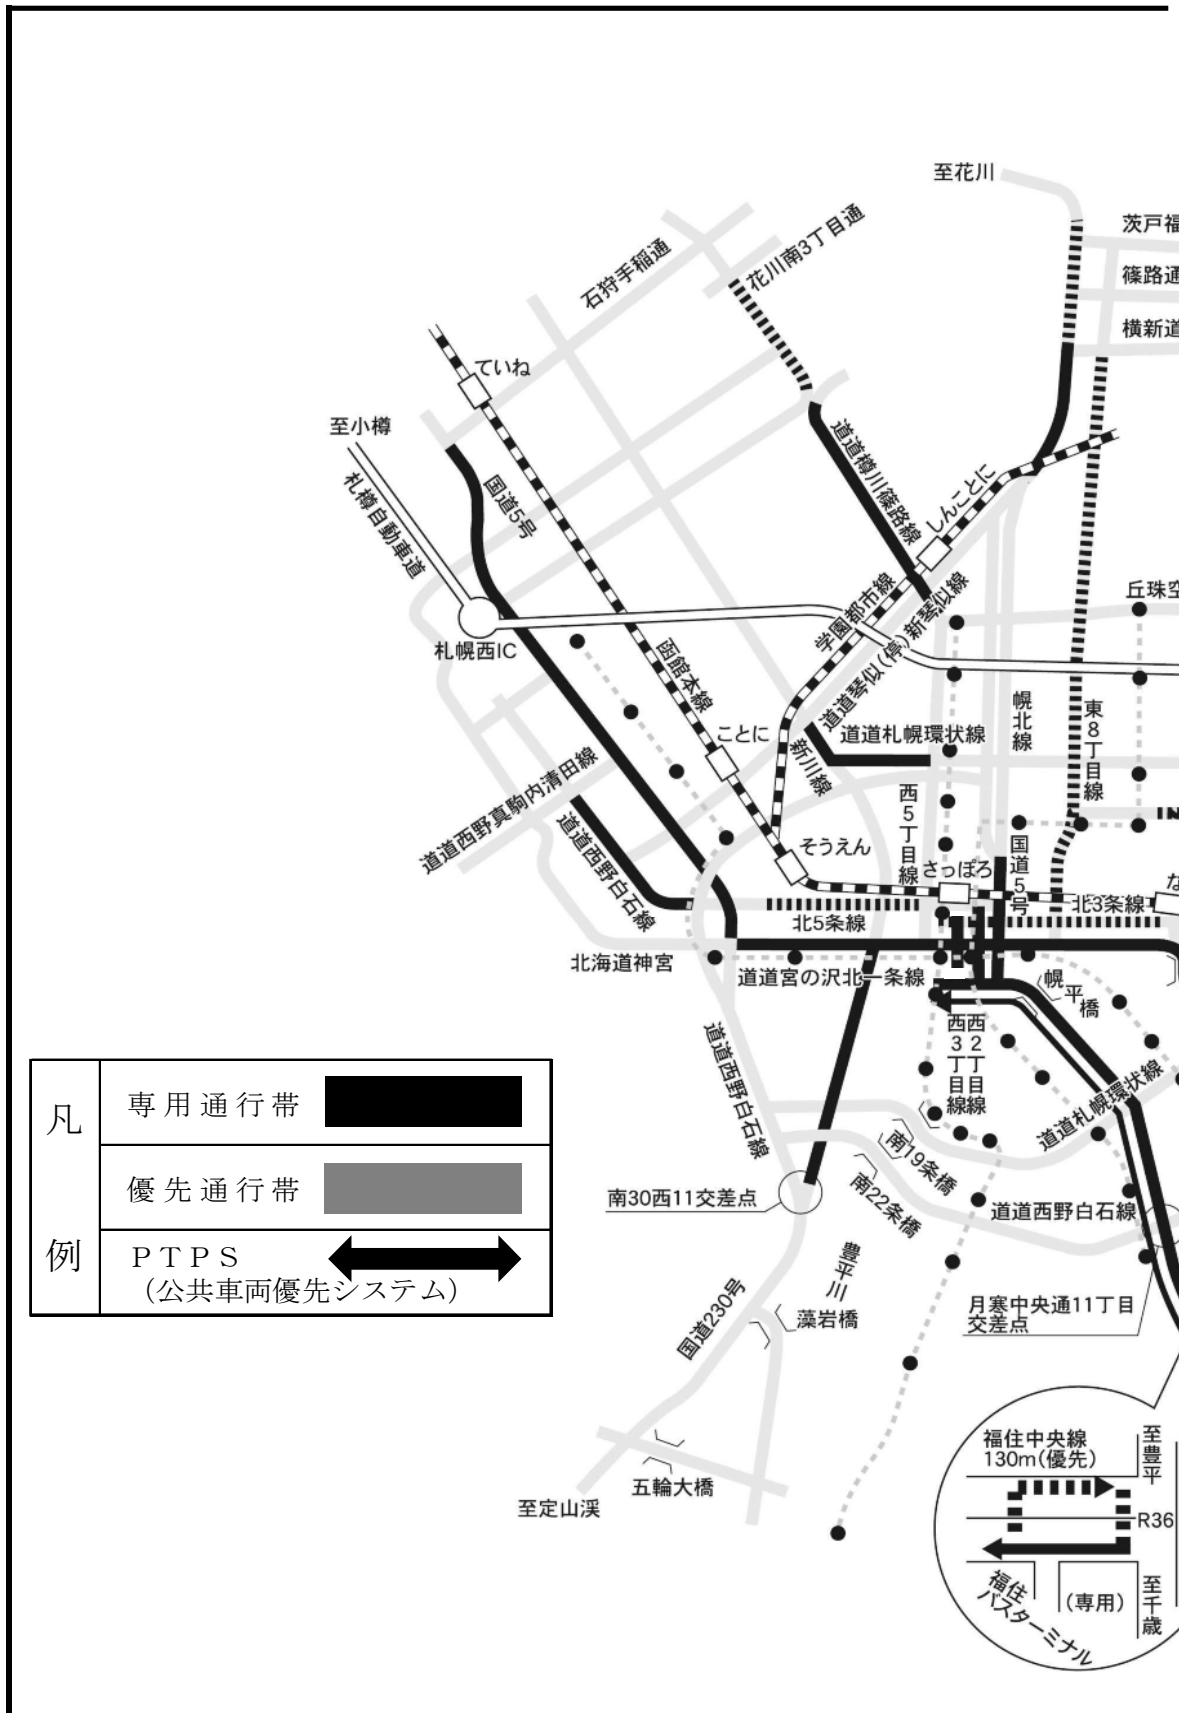 至花川
茨戸福
篠路通
横新道
石狩手稲通
花川南3丁目通
ていね
至小樽
札樽自動車道
国道5号
道道樽川篠路線
しんことに
学園都市線
道道琴似(停)新琴似線
丘珠空
札幌西IC
函館本線
ことに
新川線
道道札幌環状線
幌北線
東8丁目線
道道西野真駒内清田線
道道西野白石線
そうえん
西5丁目線
さっぽろ
国道5号
北3条線
な
北5条線
北海道神宮
道道宮の沢北一条線
幌平橋
西3丁目線
西2丁目線
道道西野白石線
道道札幌環状線
南19条橋
南22条橋
南30西11交差点
道道西野白石線
豊平川
国道230号
藻岩橋
月寒中央通11丁目
交差点
五輪大橋
至定山渓
福住中央線
130m(優先)
至豊平
R36
福住
バスターミナル
(専用)
至千歳
凡例
専用通行帯
優先通行帯
PTPS
(公共車両優先システム)